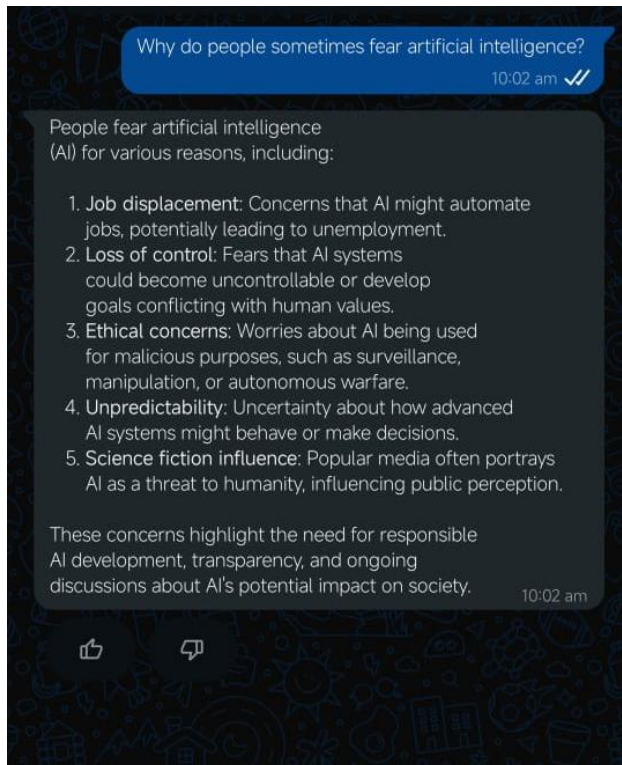 Why do people sometimes fear artificial intelligence?
10:02 am
People fear artificial intelligence
(AI) for various reasons, including:
1. Job displacement: Concerns that AI might automate
jobs, potentially leading to unemployment.
2. Loss of control: Fears that AI systems
could become uncontrollable or develop
goals conflicting with human values.
3. Ethical concerns: Worries about AI being used
for malicious purposes, such as surveillance,
manipulation, or autonomous warfare.
4. Unpredictability: Uncertainty about how advanced
AI systems might behave or make decisions.
5. Science fiction influence: Popular media often portrays
AI as a threat to humanity, influencing public perception.
These concerns highlight the need for responsible
AI development, transparency, and ongoing
discussions about AI's potential impact on society.
10:02 am